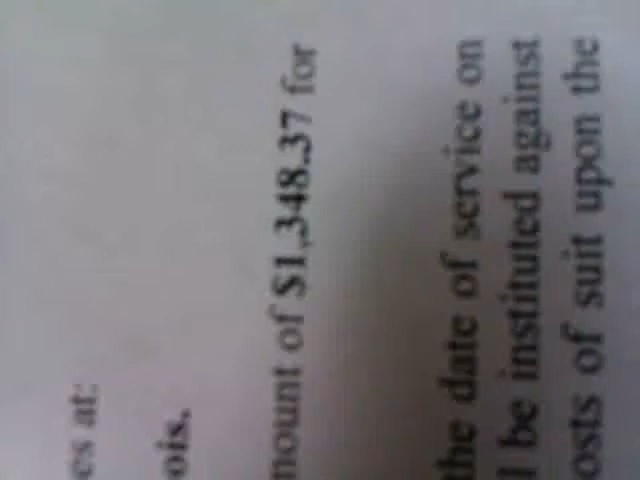 es at:
ois.
nount of $1,348.37 for
the date of service on
l be instituted against
osts of suit upon the